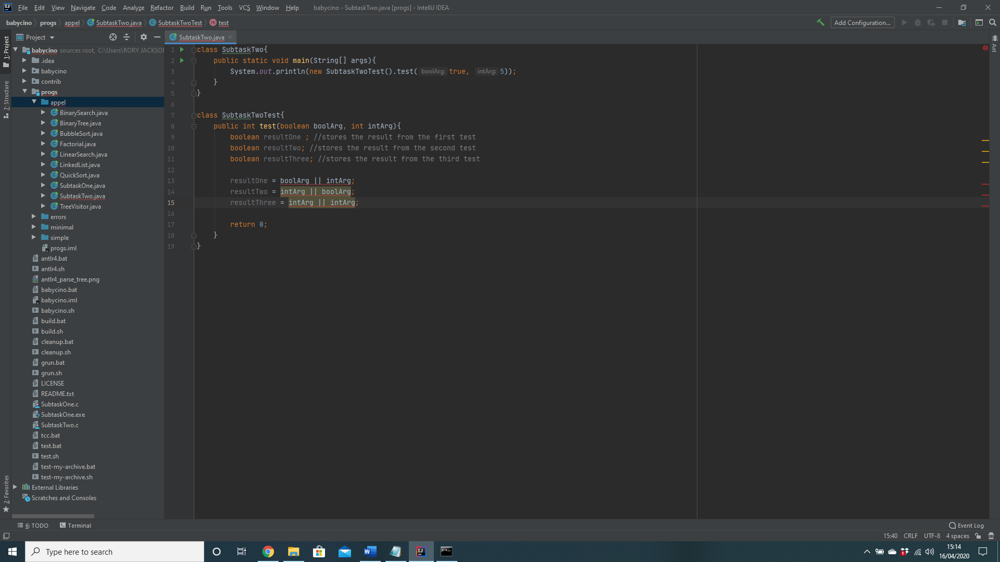 File Edit View Navigate Code Analyze Refactor Build Run Tools VCS Window Help babycino - SubtaskTwo.java [progs] - IntelliJ IDEA
babycino progs appel SubtaskTwo.java SubtaskTwoTest test Add Configuration...
Project SubtaskTwo.java
1: Project
7: Structure
2: Favorites
Ant
babycino sources root, C:\Users\RORY JACKSON
.idea
babycino
contrib
progs
appel
BinarySearch.java
BinaryTree.java
BubbleSort.java
Factorial.java
LinearSearch.java
LinkedList.java
QuickSort.java
SubtaskOne.java
SubtaskTwo.java
TreeVisitor.java
errors
minimal
simple
progs.iml
antlr4.bat
antlr4.sh
antlr4_parse_tree.png
babycino.bat
babycino.iml
babycino.sh
build.bat
build.sh
cleanup.bat
cleanup.sh
grun.bat
grun.sh
LICENSE
README.txt
SubtaskOne.c
SubtaskOne.exe
SubtaskTwo.c
tcc.bat
test.bat
test.sh
test-my-archive.bat
test-my-archive.sh
External Libraries
Scratches and Consoles
1 class SubtaskTwo{
2 public static void main(String[] args){
3 System.out.println(new SubtaskTwoTest().test( boolArg: true, intArg: 5));
4 }
5 }
6
7 class SubtaskTwoTest{
8 public int test(boolean boolArg, int intArg){
9 boolean resultOne ; //stores the result from the first test
10 boolean resultTwo; //stores the result from the second test
11 boolean resultThree; //stores the result from the third test
12
13 resultOne = boolArg || intArg;
14 resultTwo = intArg || boolArg;
15 resultThree = intArg || intArg;
16
17 return 0;
18 }
19 }
6: TODO Terminal Event Log
15:40 CRLF UTF-8 4 spaces
Type here to search
15:14
16/04/2020